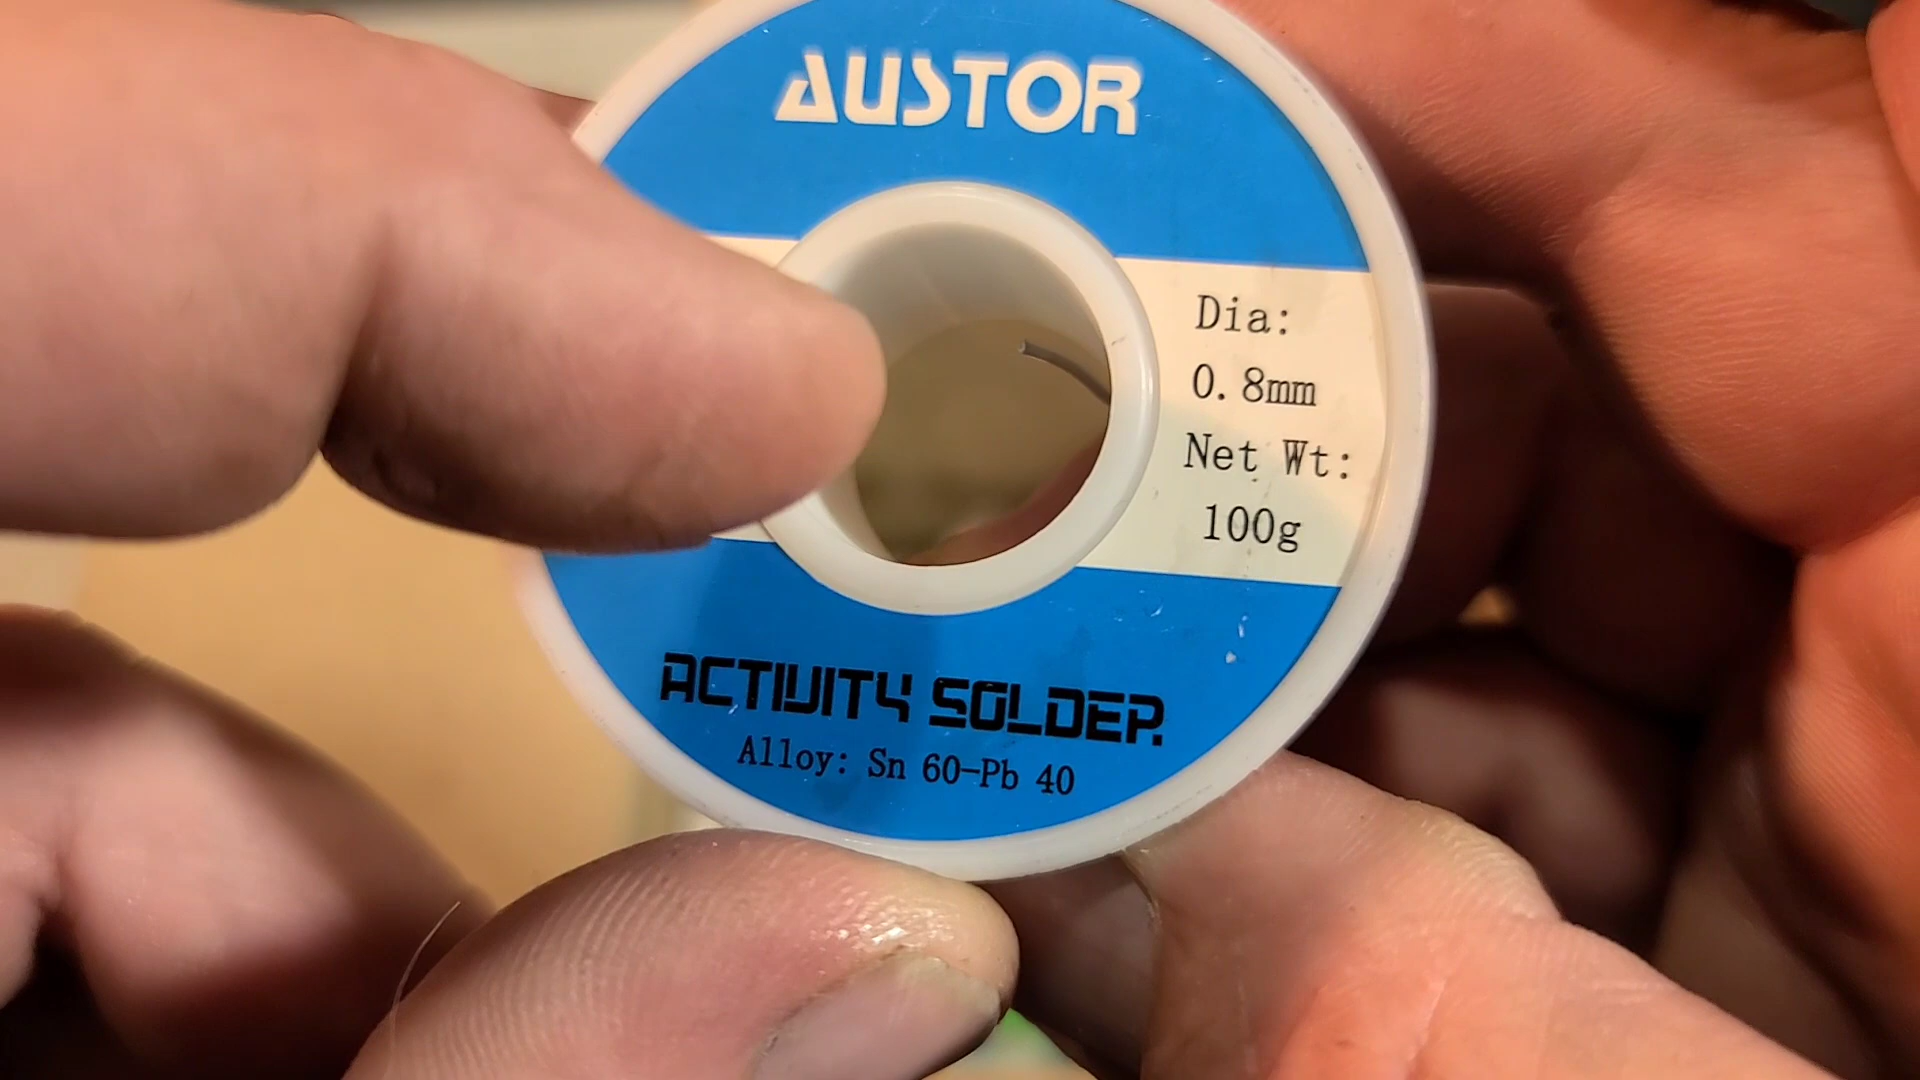 AUSTOR
Dia:
0.8mm
Net Wt:
100g
ACTIVITY SOLDER.
Alloy: Sn 60-Pb 40